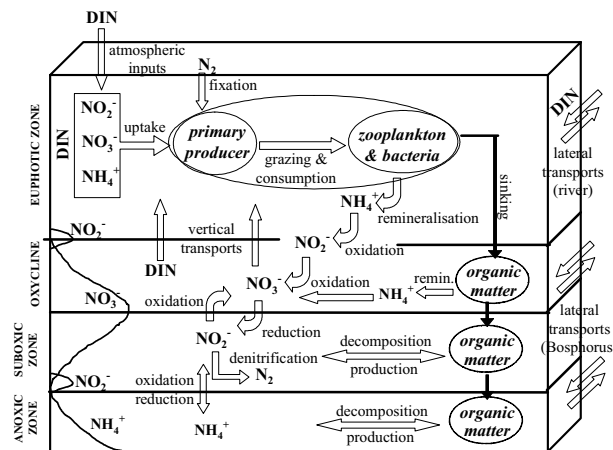 DIN
atmospheric
inputs
N₂
fixation
EUPHOTIC ZONE
DIN
NO₂⁻
NO₃⁻
NH₄⁺
uptake
primary
producer
grazing &
consumption
zooplankton
& bacteria
DIN
lateral
transports
(river)
sinking
NH₄⁺
remineralisation
NO₂⁻
vertical
transports
NO₂⁻
oxidation
OXYCLINE
DIN
NO₃⁻
oxidation
NO₃⁻
oxidation
NH₄⁺
remin.
organic
matter
lateral
transports
(Bosphorus
SUBOXIC
ZONE
NO₂⁻
reduction
denitrification
N₂
decomposition
production
organic
matter
NO₂⁻
oxidation
reduction
ANOXIC ZONE
NH₄⁺
NH₄⁺
decomposition
production
organic
matter